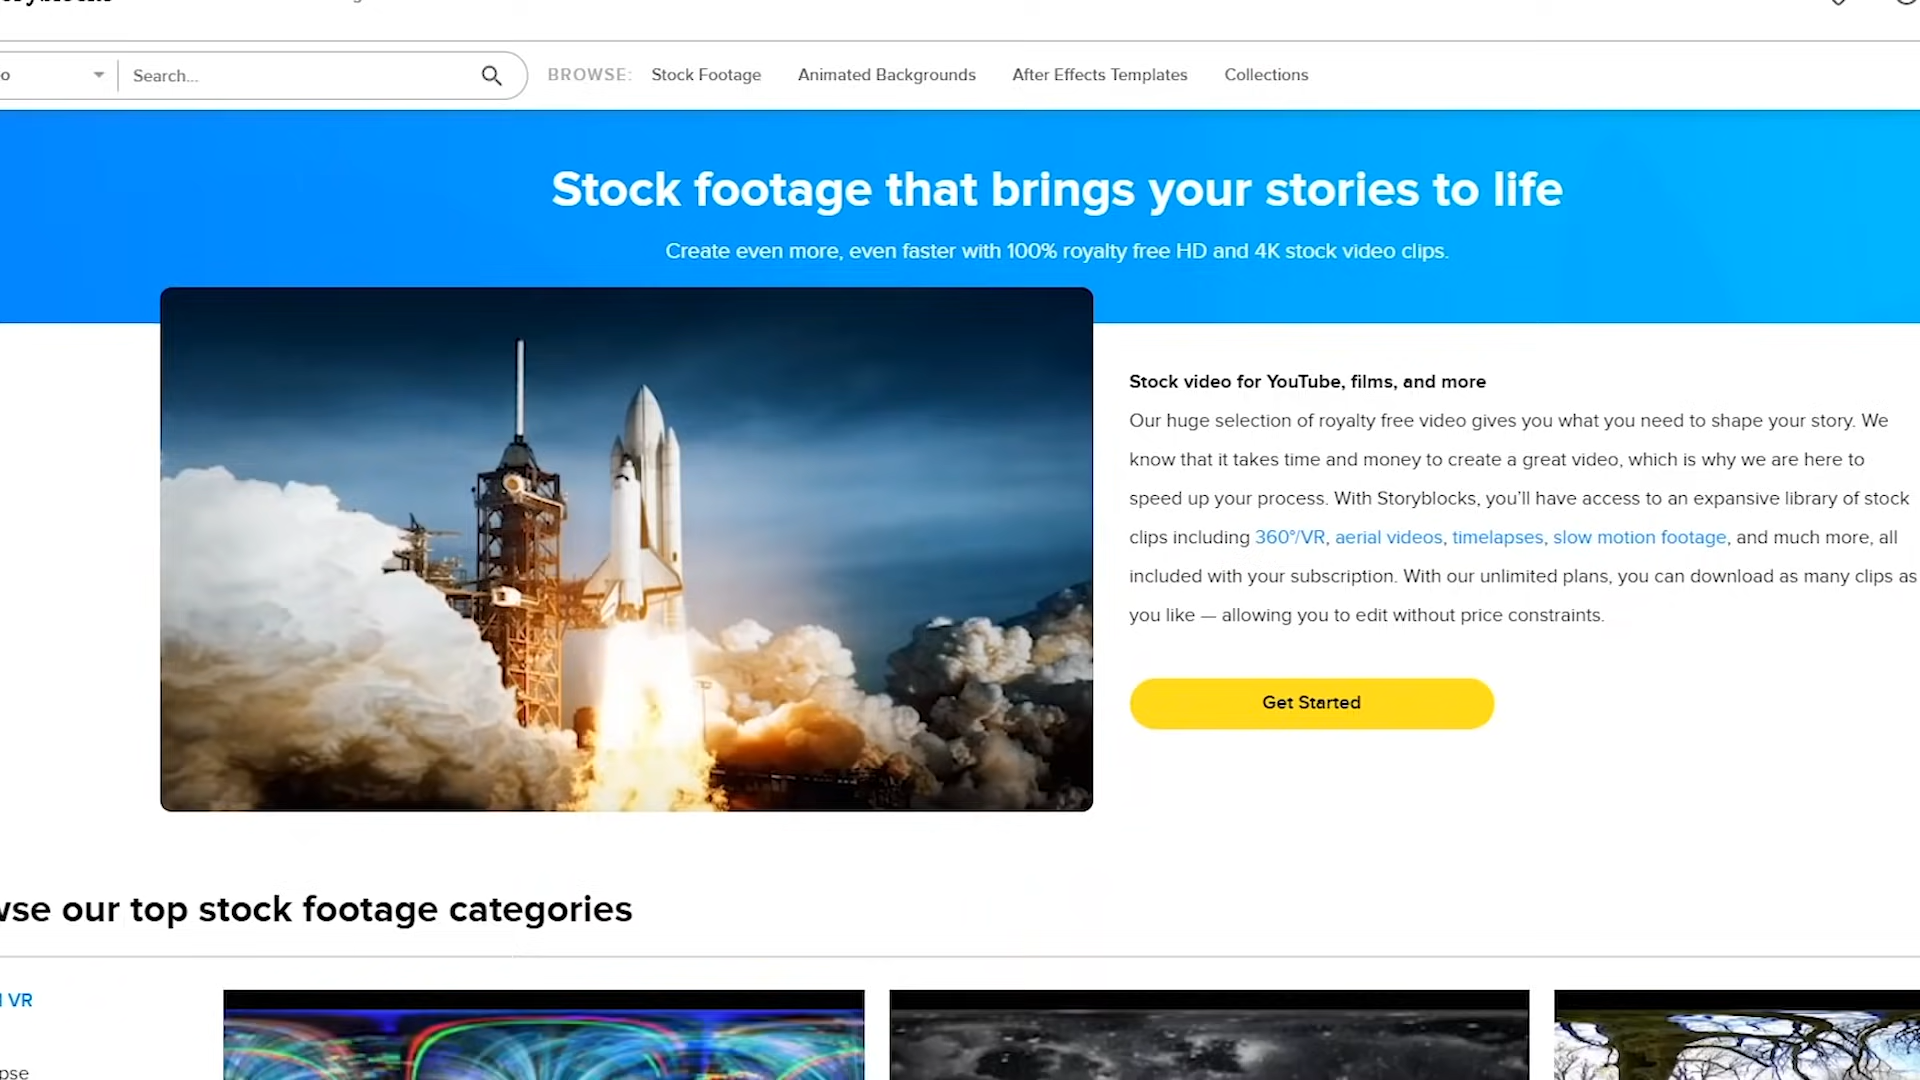 Search...
BROWSE: Stock Footage Animated Backgrounds After Effects Templates Collections
Stock footage that brings your stories to life
Create even more, even faster with 100% royalty free HD and 4K stock video clips.
Stock video for YouTube, films, and more
Our huge selection of royalty free video gives you what you need to shape your story. We
know that it takes time and money to create a great video, which is why we are here to
speed up your process. With Storyblocks, you’ll have access to an expansive library of stock
clips including 360°/VR, aerial videos, timelapses, slow motion footage, and much more, all
included with your subscription. With our unlimited plans, you can download as many clips as
you like — allowing you to edit without price constraints.
Get Started
our top stock footage categories
VR